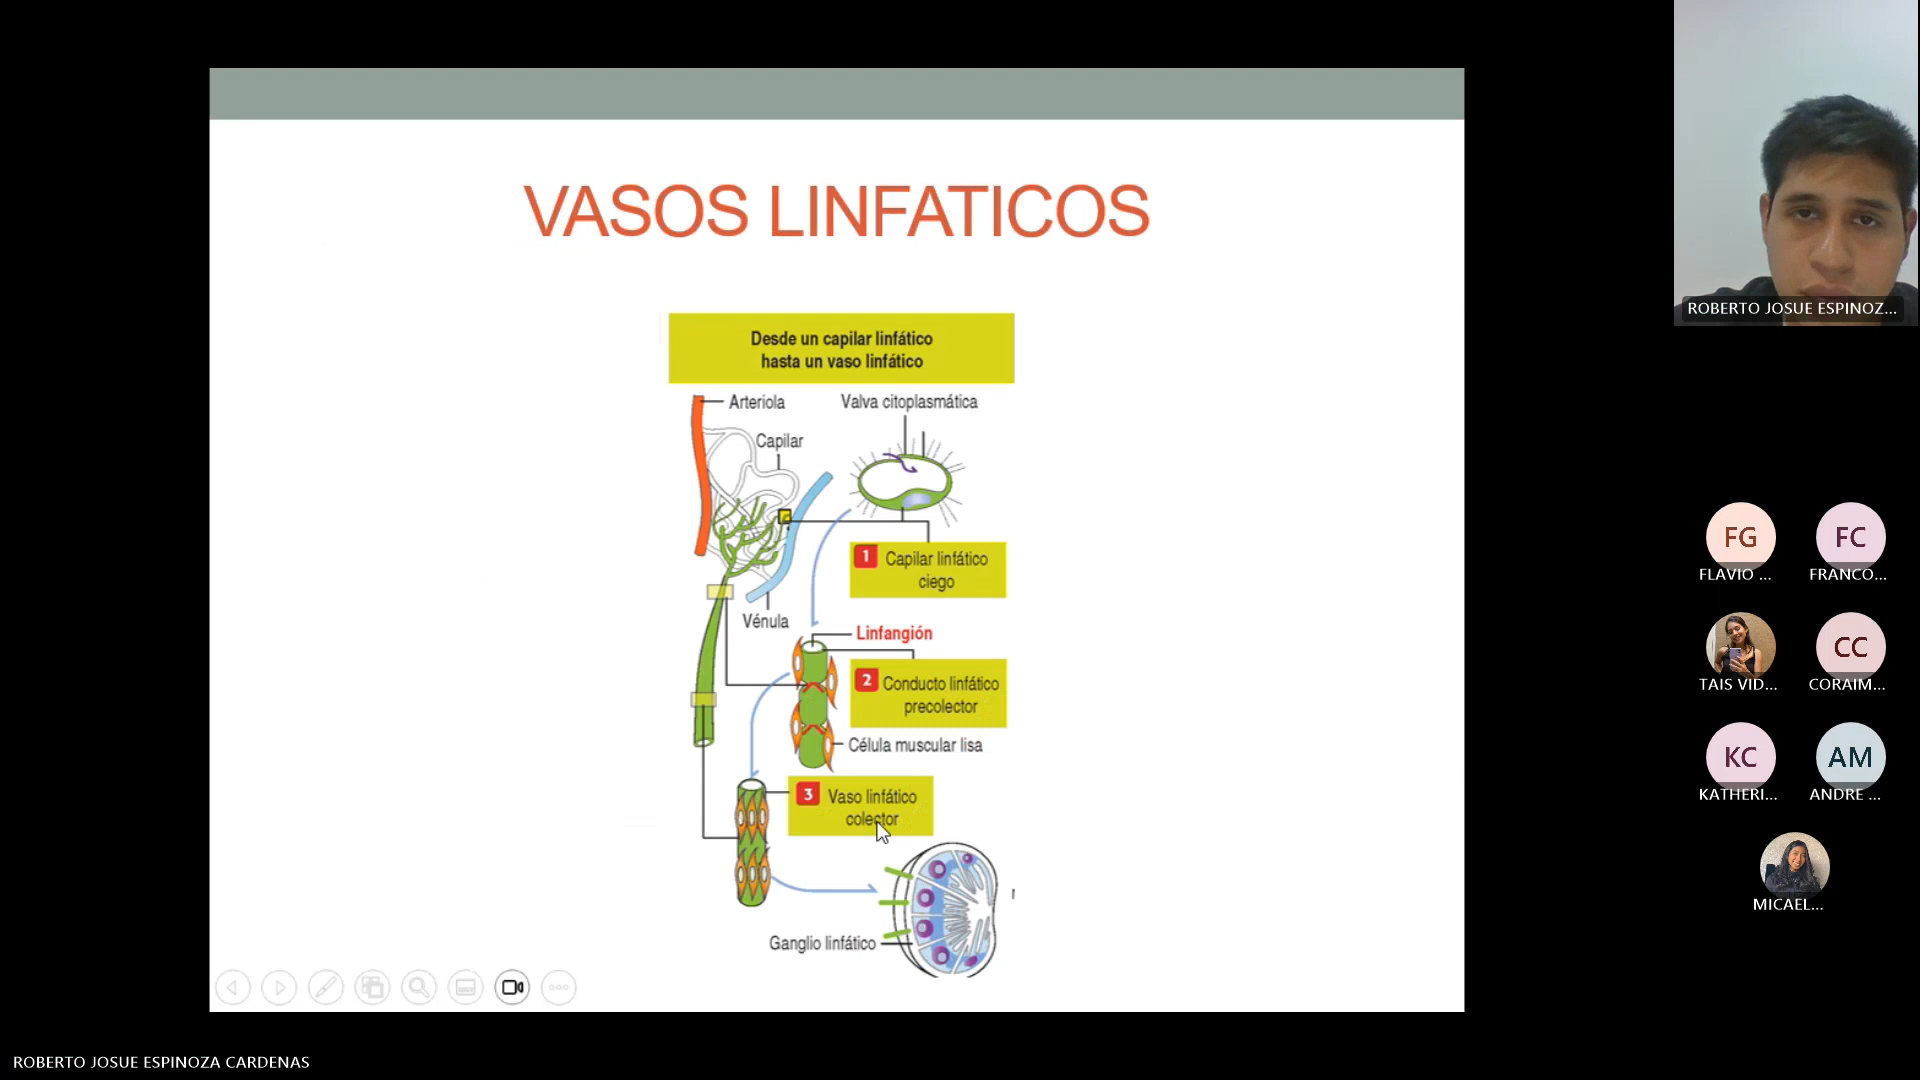 VASOS LINFATICOS
Desde un capilar linfático
hasta un vaso linfático
Arteriola
Valva citoplasmática
Capilar
1 Capilar linfático
ciego
Vénula
Linfangión
2 Conducto linfático
precolector
Célula muscular lisa
3 Vaso linfático
colector
Ganglio linfático
ROBERTO JOSUE ESPINOZ...
FG
FLAVIO ...
FC
FRANCO...
TAIS VID...
CC
CORAIM...
KC
KATHERI...
AM
ANDRE ...
MICAEL...
ROBERTO JOSUE ESPINOZA CARDENAS